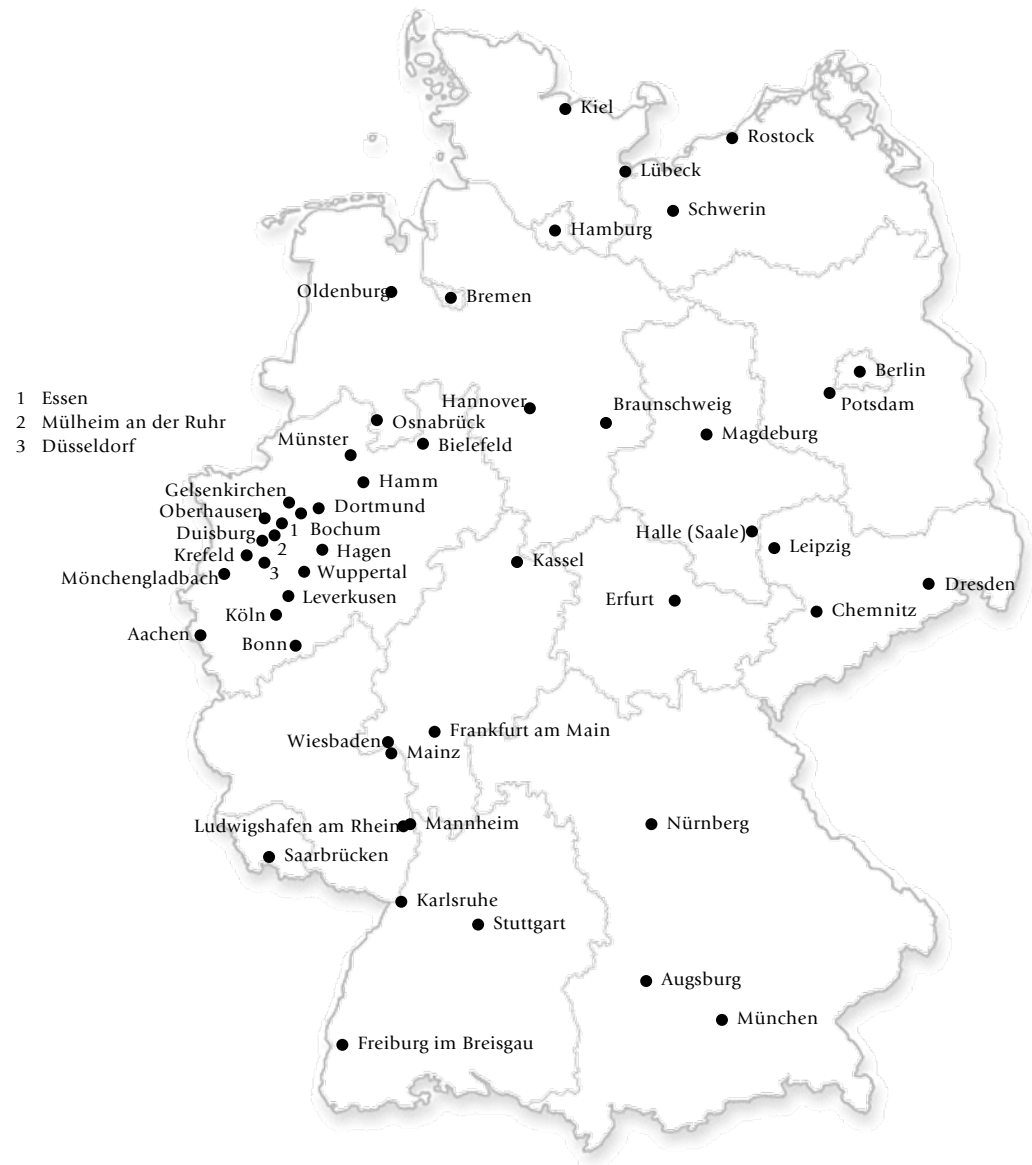 Kiel
Rostock
Lübeck
Schwerin
Hamburg
Oldenburg
Bremen
Berlin
Potsdam
1 Essen
2 Mülheim an der Ruhr
3 Düsseldorf
Hannover
Braunschweig
Osnabrück
Magdeburg
Münster
Bielefeld
Hamm
Gelsenkirchen
Oberhausen
Dortmund
Duisburg
1
Bochum
Halle (Saale)
Leipzig
Krefeld
2
Hagen
Kassel
Mönchengladbach
3
Wuppertal
Dresden
Leverkusen
Erfurt
Chemnitz
Köln
Aachen
Bonn
Frankfurt am Main
Wiesbaden
Mainz
Ludwigshafen am Rhein
Mannheim
Nürnberg
Saarbrücken
Karlsruhe
Stuttgart
Augsburg
München
Freiburg im Breisgau